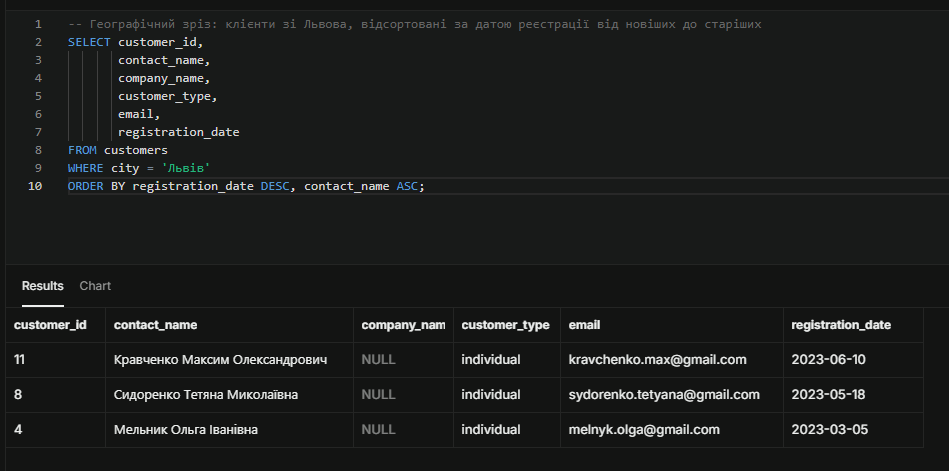 1 -- Географічний зріз: клієнти зі Львова, відсортовані за датою реєстрації від новіших до старіших
2 SELECT customer_id,
3 contact_name,
4 company_name,
5 customer_type,
6 email,
7 registration_date
8 FROM customers
9 WHERE city = 'Львів'
10 ORDER BY registration_date DESC, contact_name ASC;
Results Chart
customer_id contact_name company_nam customer_type email registration_date
11 Кравченко Максим Олександрович NULL individual kravchenko.max@gmail.com 2023-06-10
8 Сидоренко Тетяна Миколаївна NULL individual sydorenko.tetyana@gmail.com 2023-05-18
4 Мельник Ольга Іванівна NULL individual melnyk.olga@gmail.com 2023-03-05